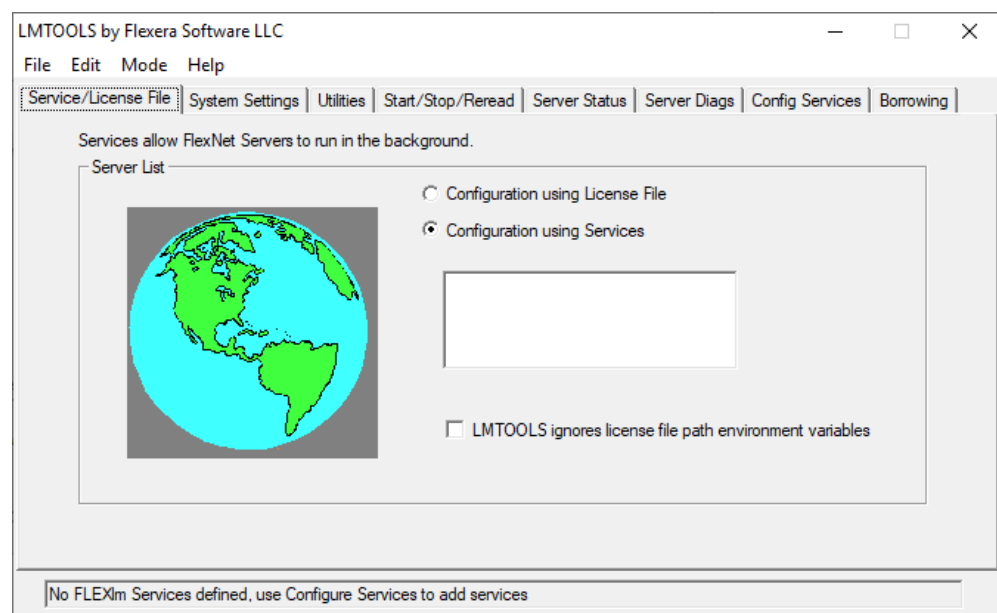 LMTOOLS by Flexera Software LLC
File Edit Mode Help
Service/License File System Settings Utilities Start/Stop/Reread Server Status Server Diags Config Services Borrowing
Services allow FlexNet Servers to run in the background.
Server List
Configuration using License File
Configuration using Services
LMTOOLS ignores license file path environment variables
No FLEXlm Services defined, use Configure Services to add services